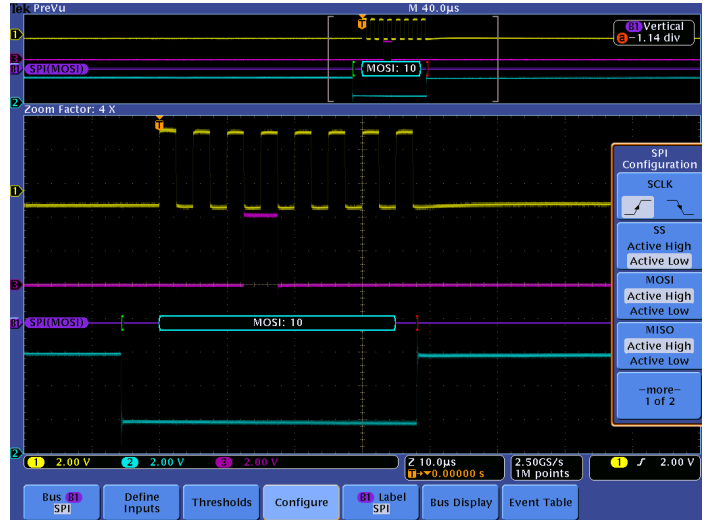 Tek PreVu M 40.0µs
1
T
B1 Vertical
a -1.14 div
3
B1 SPI(MOSI) MOSI: 10
2
Zoom Factor: 4 X
T
SPI
Configuration
SCLK
1
SS
Active High
Active Low
3
MOSI
Active High
Active Low
B1 SPI(MOSI) MOSI: 10
MISO
Active High
Active Low
-more-
1 of 2
2
1 2.00 V 2 2.00 V 3 2.00 V Z 10.0µs 2.50GS/s 1 2.00 V
T→▼0.00000 s 1M points
Bus B1 Define Thresholds Configure B1 Label Bus Display Event Table
SPI Inputs SPI